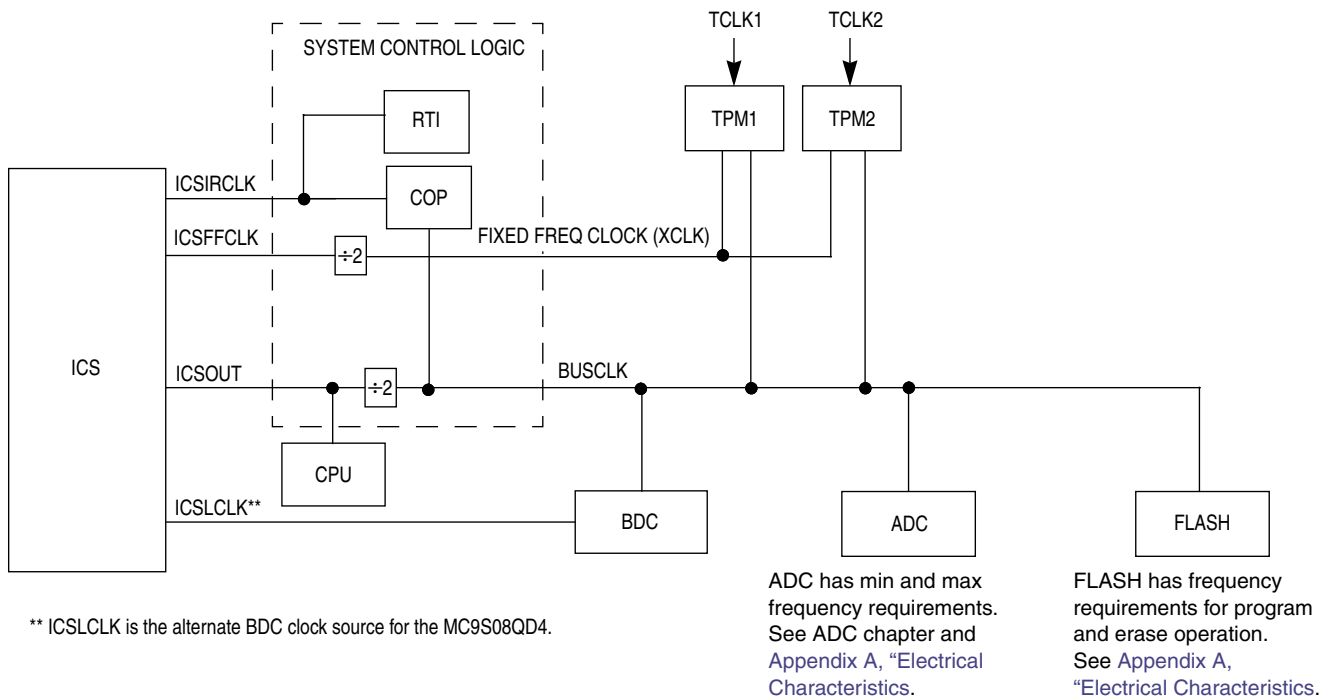 TCLK1
TCLK2
SYSTEM CONTROL LOGIC
RTI
TPM1
TPM2
ICSIRCLK
COP
ICSFFCLK
÷2
FIXED FREQ CLOCK (XCLK)
ICS
ICSOUT
÷2
BUSCLK
CPU
ICSLCLK**
BDC
ADC
FLASH
ADC has min and max
frequency requirements.
See ADC chapter and
Appendix A, “Electrical
Characteristics.
FLASH has frequency
requirements for program
and erase operation.
See Appendix A,
“Electrical Characteristics.
** ICSLCLK is the alternate BDC clock source for the MC9S08QD4.